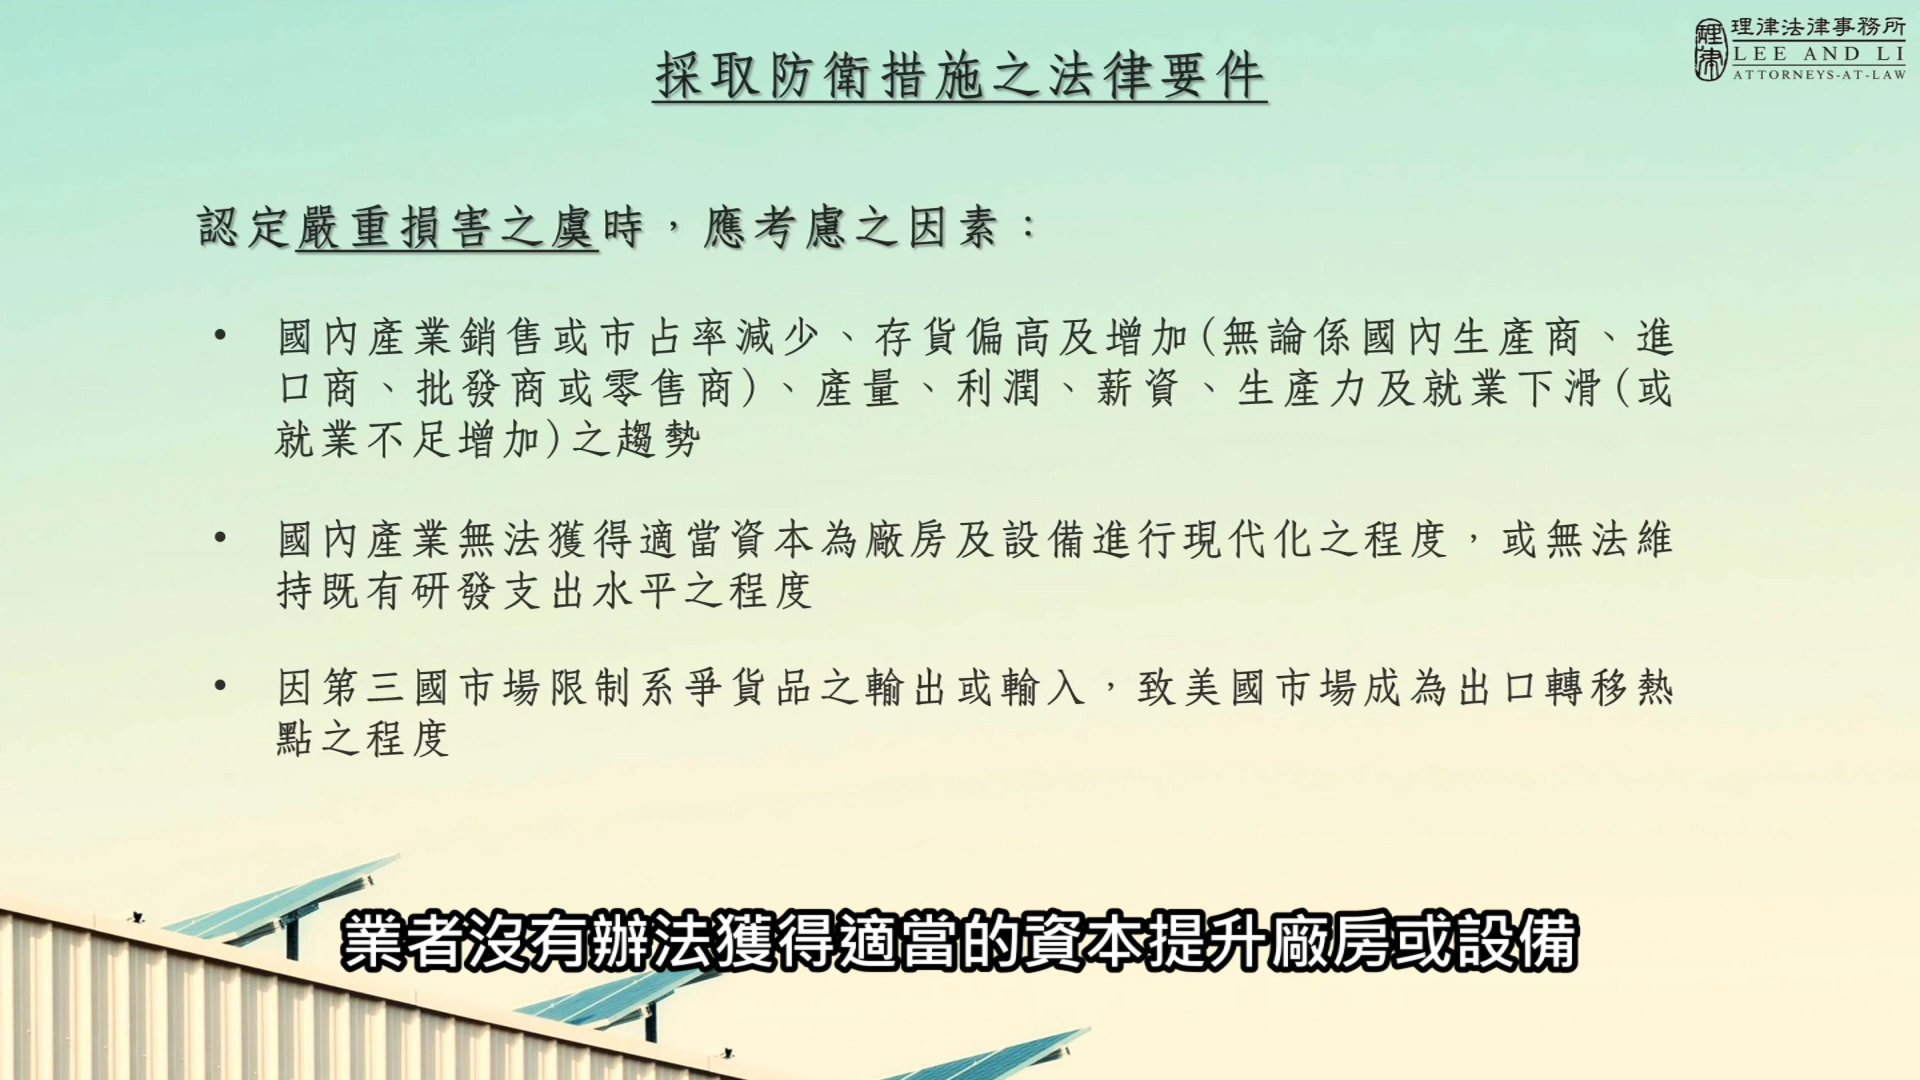 理律
理律法律事務所
LEE AND LI
ATTORNEYS-AT-LAW
採取防衛措施之法律要件
認定嚴重損害之虞時，應考慮之因素：
• 國內產業銷售或市占率減少、存貨偏高及增加(無論係國內生產商、進
口商、批發商或零售商)、產量、利潤、薪資、生產力及就業下滑(或
就業不足增加)之趨勢
• 國內產業無法獲得適當資本為廠房及設備進行現代化之程度，或無法維
持既有研發支出水平之程度
• 因第三國市場限制系爭貨品之輸出或輸入，致美國市場成為出口轉移熱
點之程度
業者沒有辦法獲得適當的資本提升廠房或設備